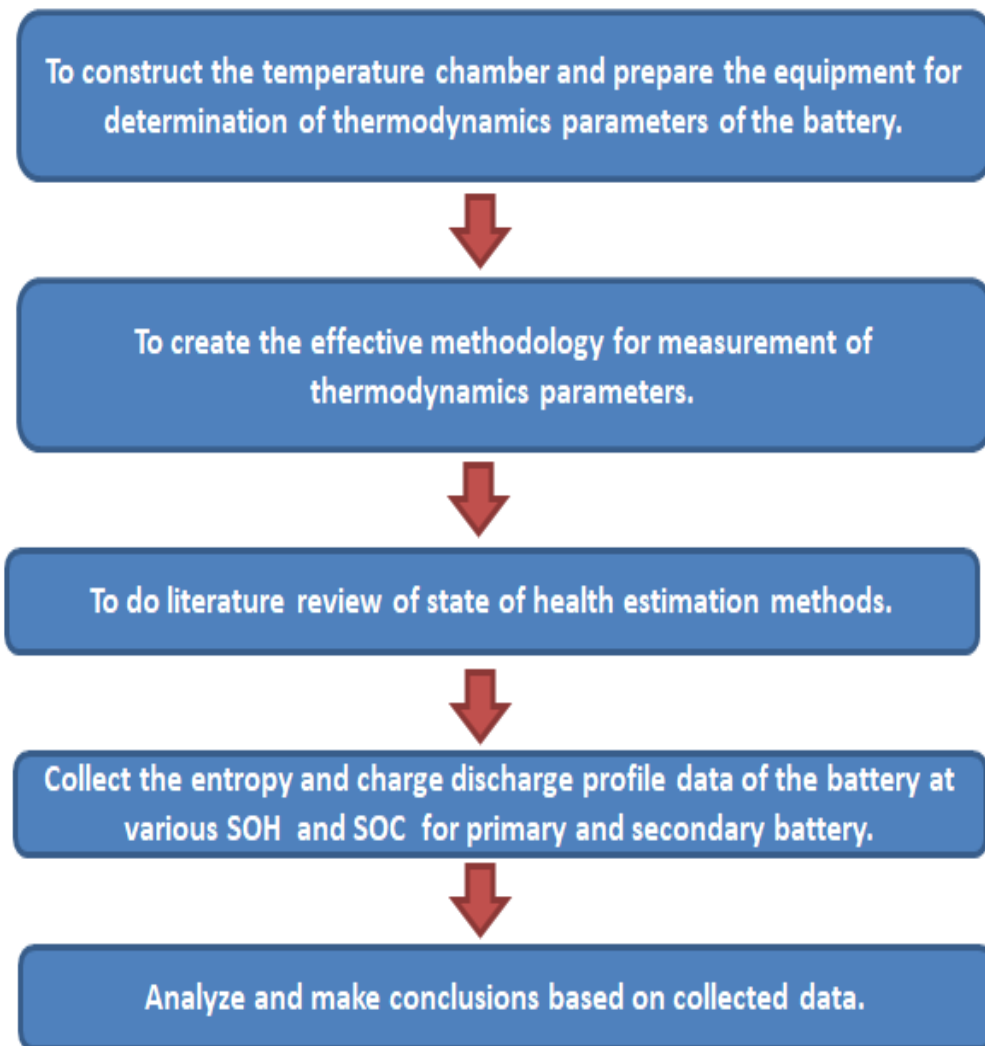 To construct the temperature chamber and prepare the equipment for
determination of thermodynamics parameters of the battery.
To create the effective methodology for measurement of
thermodynamics parameters.
To do literature review of state of health estimation methods.
Collect the entropy and charge discharge profile data of the battery at
various SOH and SOC for primary and secondary battery.
Analyze and make conclusions based on collected data.